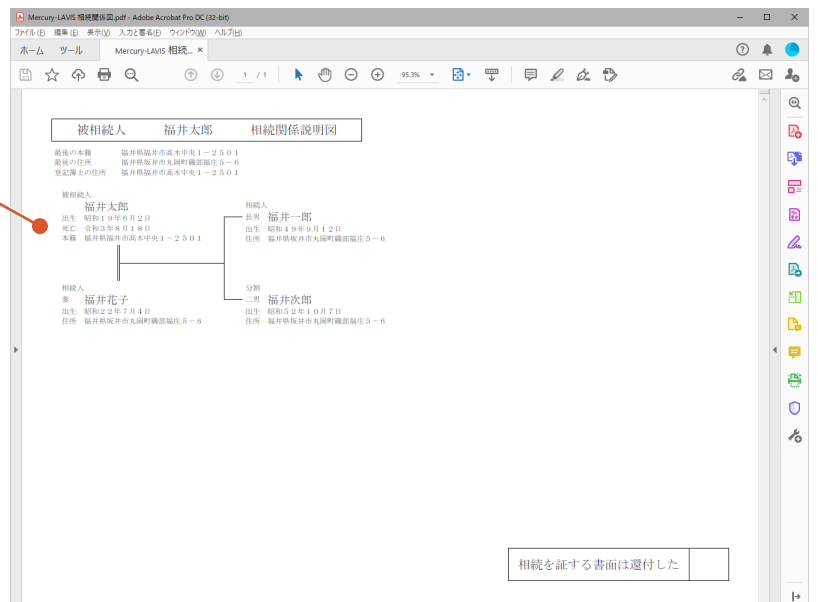 Mercury-LAVIS 相続関係図.pdf - Adobe Acrobat Pro DC (32-bit)
ファイル(F) 編集(E) 表示(V) 入力と署名(E) ウィンドウ(W) ヘルプ(H)
ホーム ツール Mercury-LAVIS 相続... ×
1 / 1 95.3%
被相続人 福井太郎 相続関係説明図
最後の本籍 福井県福井市高木中央1-2501
最後の住所 福井県坂井市丸岡町磯部福庄5-6
登記簿上の住所 福井県福井市高木中央1-2501
被相続人
福井太郎
出生 昭和19年6月2日
死亡 令和3年8月18日
本籍 福井県福井市高木中央1-2501
相続人
長男 福井一郎
出生 昭和49年9月12日
住所 福井県坂井市丸岡町磯部福庄5-6
相続人
妻 福井花子
出生 昭和22年7月4日
住所 福井県坂井市丸岡町磯部福庄5-6
分割
二男 福井次郎
出生 昭和52年10月7日
住所 福井県坂井市丸岡町磯部福庄5-6
相続を証する書面は還付した